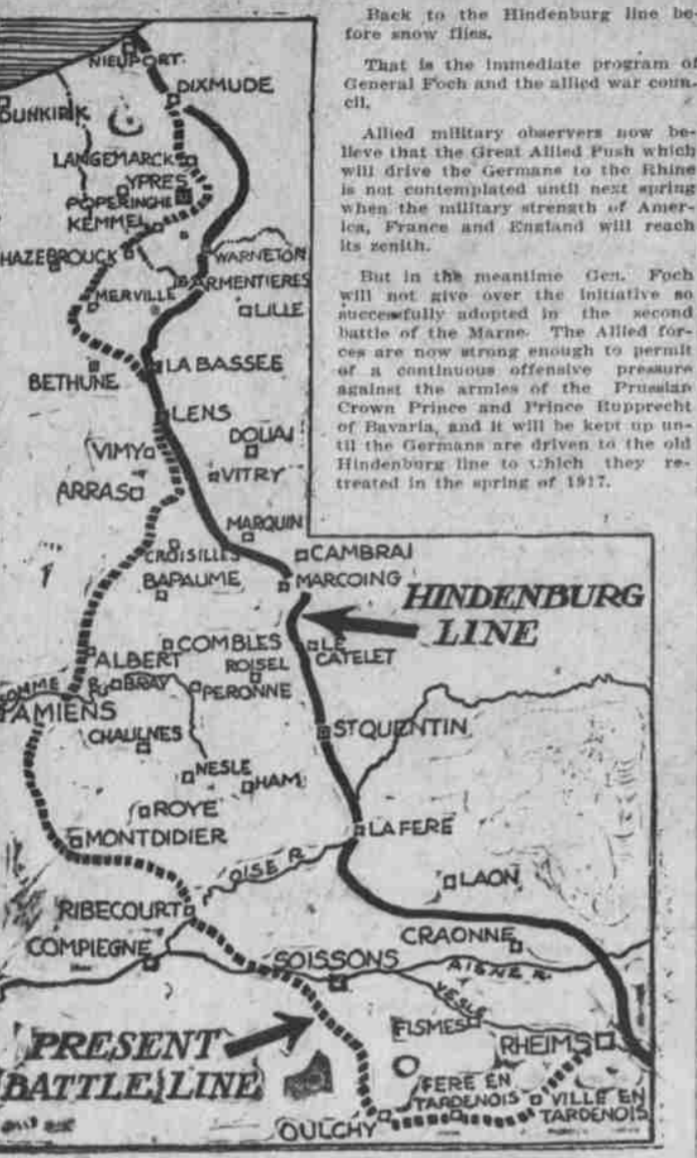 Back to the Hindenburg line be-
fore snow flies.
That is the immediate program of
General Foch and the allied war coun-
cil.
Allied military observers now be-
lieve that the Great Allied Push which
will drive the Germans to the Rhine
is not contemplated until next spring
when the military strength of Amer-
ica, France and England will reach
its zenith.
But in the meantime Gen. Foch
will not give over the initiative so
successfully adopted in the second
battle of the Marne. The Allied for-
ces are now strong enough to permit
of a continuous offensive pressure
against the armies of the Prussian
Crown Prince and Prince Rupprecht
of Bavaria, and it will be kept up un-
til the Germans are driven to the old
Hindenburg line to which they re-
treated in the spring of 1917.
NIEUPORT
DIXMUDE
DUNKIRK
LANGEMARCK
YPRES
POPERINGHE
KEMMEL
HAZEBROUCK
WARNETON
ARMENTIERES
MERVILLE
LILLE
LA BASSEE
BETHUNE
LENS
DOUAI
VIMY
VITRY
ARRAS
MARQUIN
CROISILLES
CAMBRAI
BAPAUME
MARCOING
HINDENBURG
LINE
COMBLES
LE
CATELET
ALBERT
ROISEL
SOMME
R.
BRAY
PERONNE
AMIENS
ST QUENTIN
CHAULNES
NESLE
HAM
ROYE
LA FERE
MONTDIDIER
OISE R.
LAON
RIBECOURT
CRAONNE
COMPIEGNE
SOISSONS
AISNE R.
VESLE
FISMES
RHEIMS
PRESENT
BATTLE LINE
FERE EN
TARDENOIS
VILLE EN
TARDENOIS
OULCHY